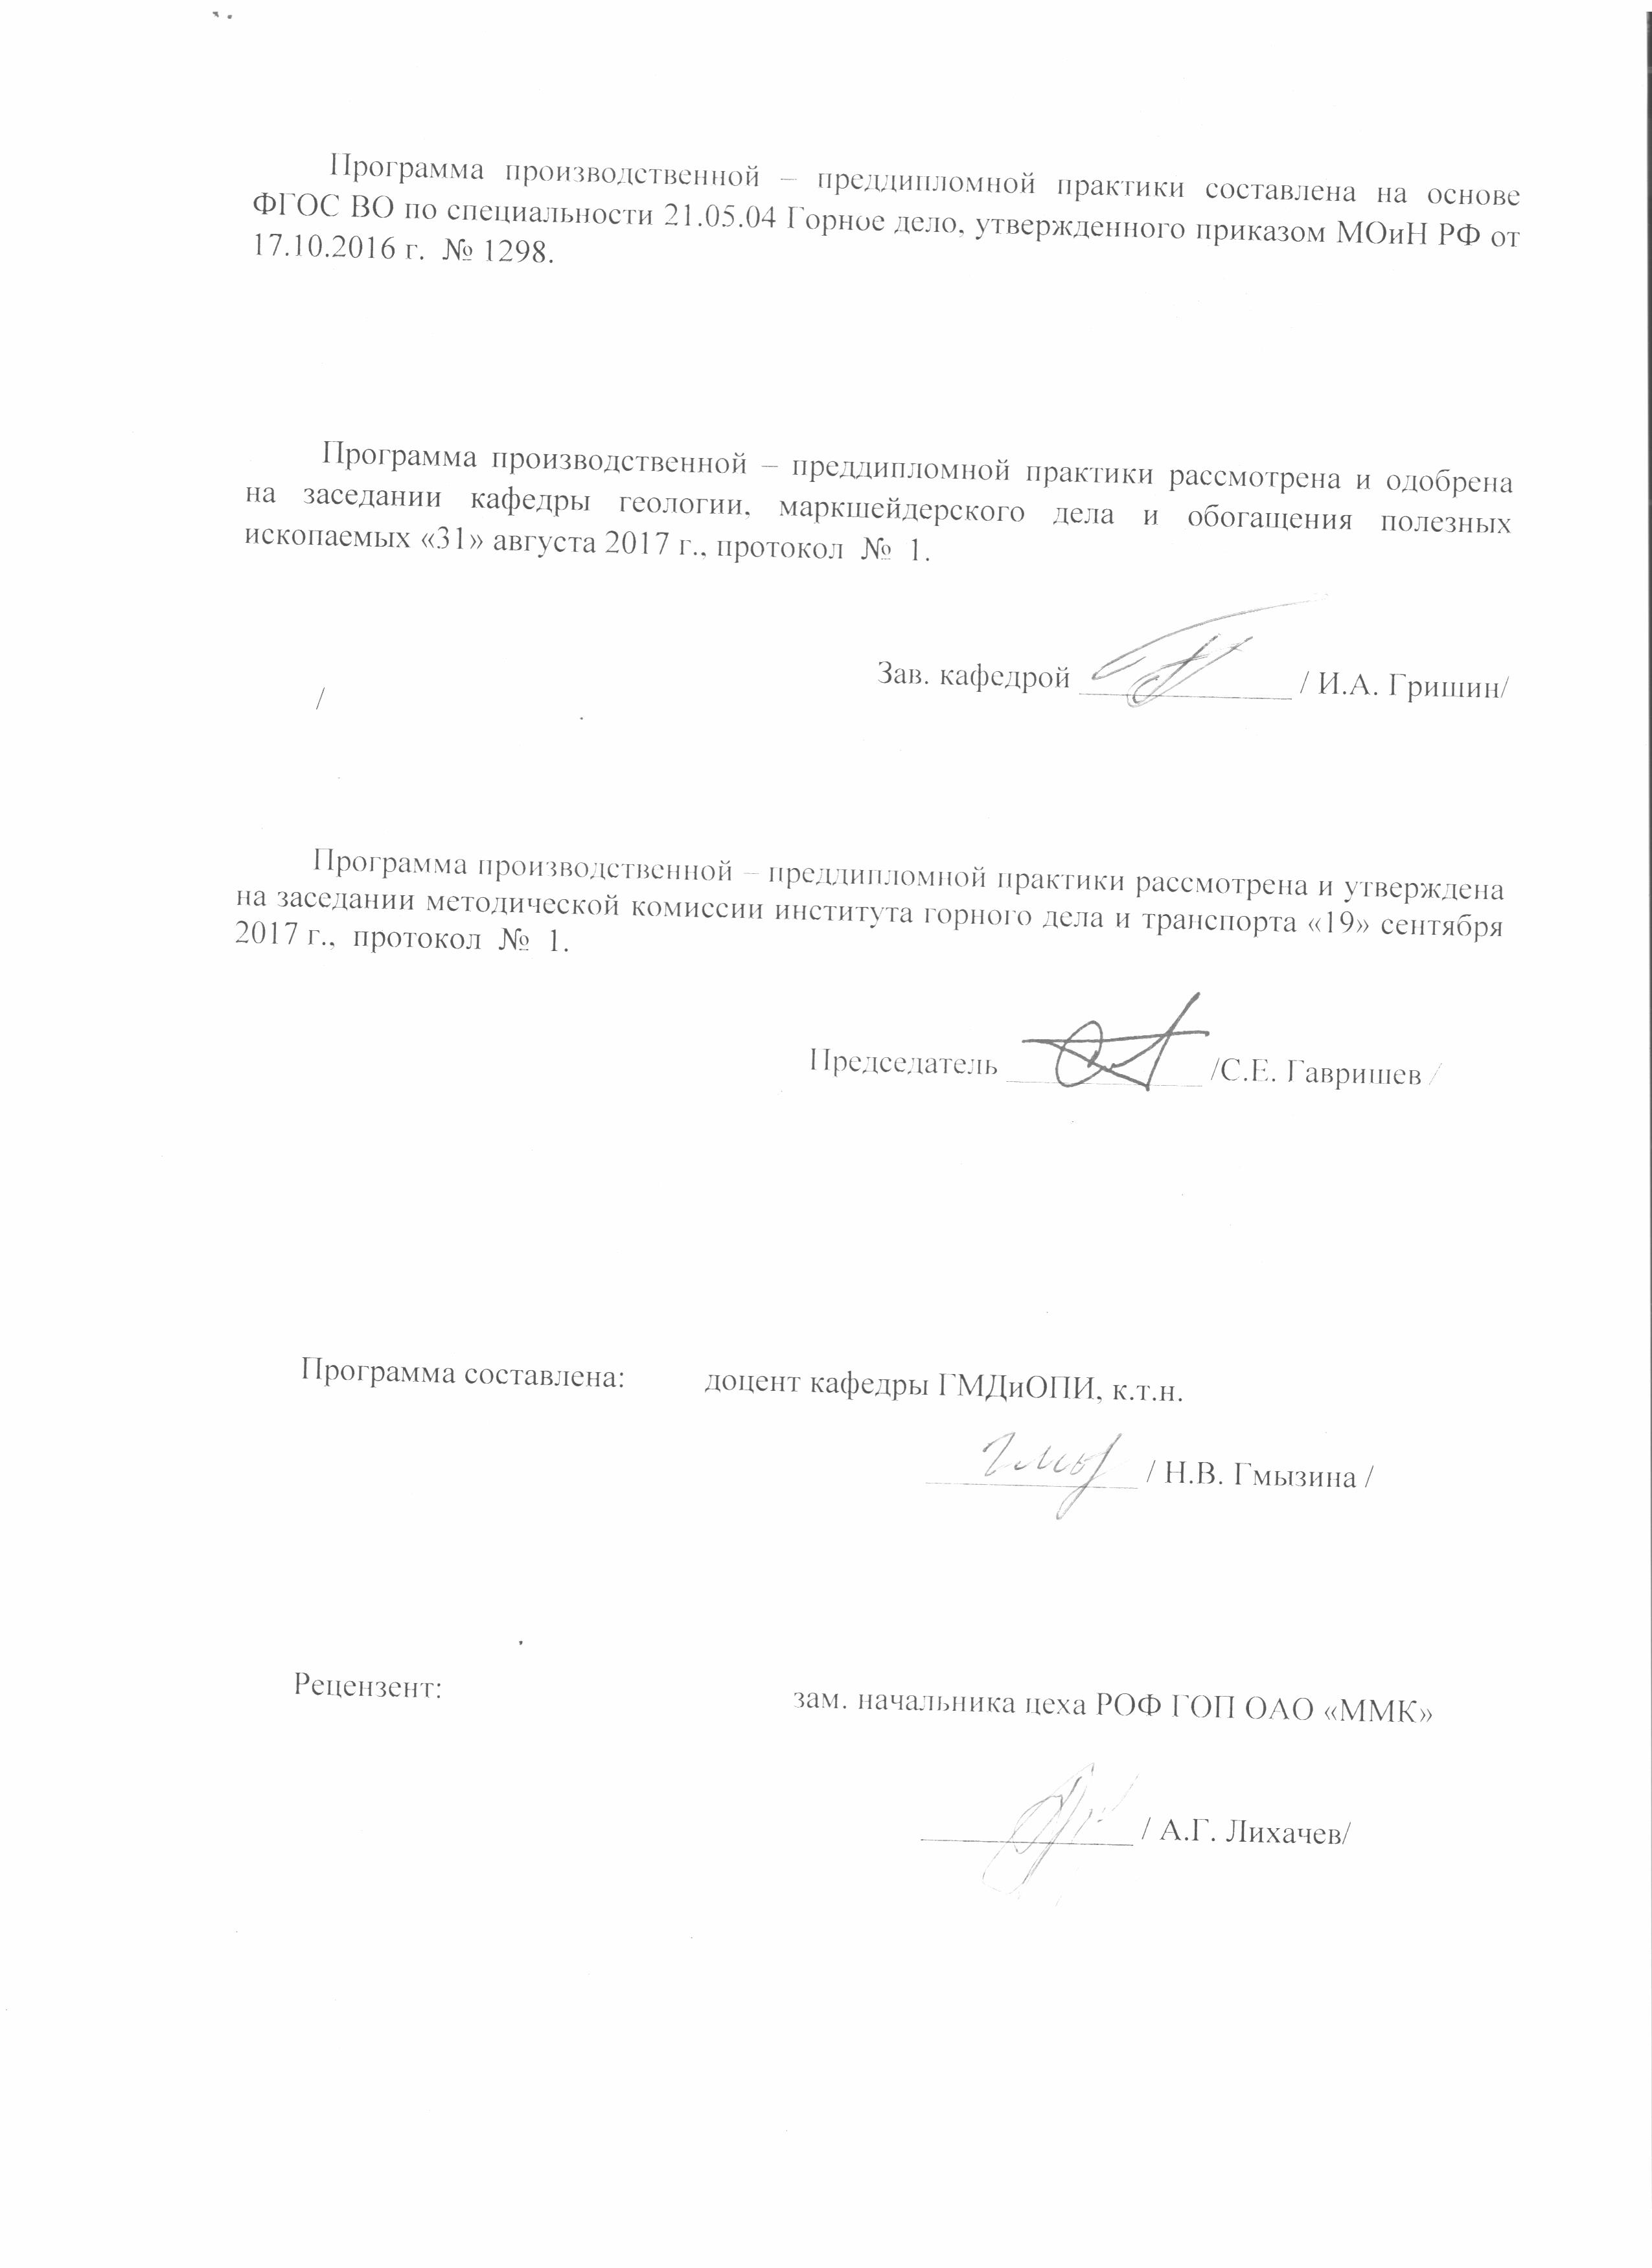 Программа производственной – преддипломной практики составлена на основе
ФГОС ВО по специальности 21.05.04 Горное дело, утвержденного приказом МОиН РФ от
17.10.2016 г. № 1298.
Программа производственной – преддипломной практики рассмотрена и одобрена
на заседании кафедры геологии, маркшейдерского дела и обогащения полезных
ископаемых «31» августа 2017 г., протокол № 1.
Зав. кафедрой ____________ / И.А. Гришин/
/
Программа производственной – преддипломной практики рассмотрена и утверждена
на заседании методической комиссии института горного дела и транспорта «19» сентября
2017 г., протокол № 1.
Председатель ____________ /С.Е. Гавришев /
Программа составлена: доцент кафедры ГМДиОПИ, к.т.н.
____________ / Н.В. Гмызина /
Рецензент: зам. начальника цеха РОФ ГОП ОАО «ММК»
____________ / А.Г. Лихачев/